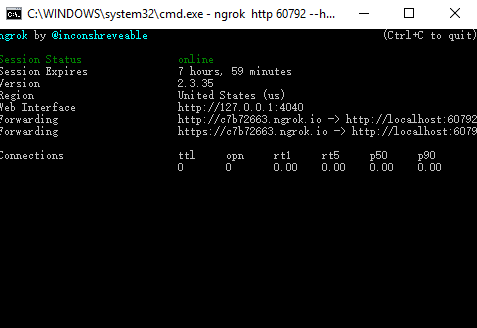 C:\WINDOWS\system32\cmd.exe - ngrok http 60792 --h...
ngrok by @inconshreveable (Ctrl+C to quit)
Session Status online
Session Expires 7 hours, 59 minutes
Version 2.3.35
Region United States (us)
Web Interface http://127.0.0.1:4040
Forwarding http://c7b72663.ngrok.io -> http://localhost:60792
Forwarding https://c7b72663.ngrok.io -> http://localhost:6079
Connections ttl opn rt1 rt5 p50 p90
0 0 0.00 0.00 0.00 0.00